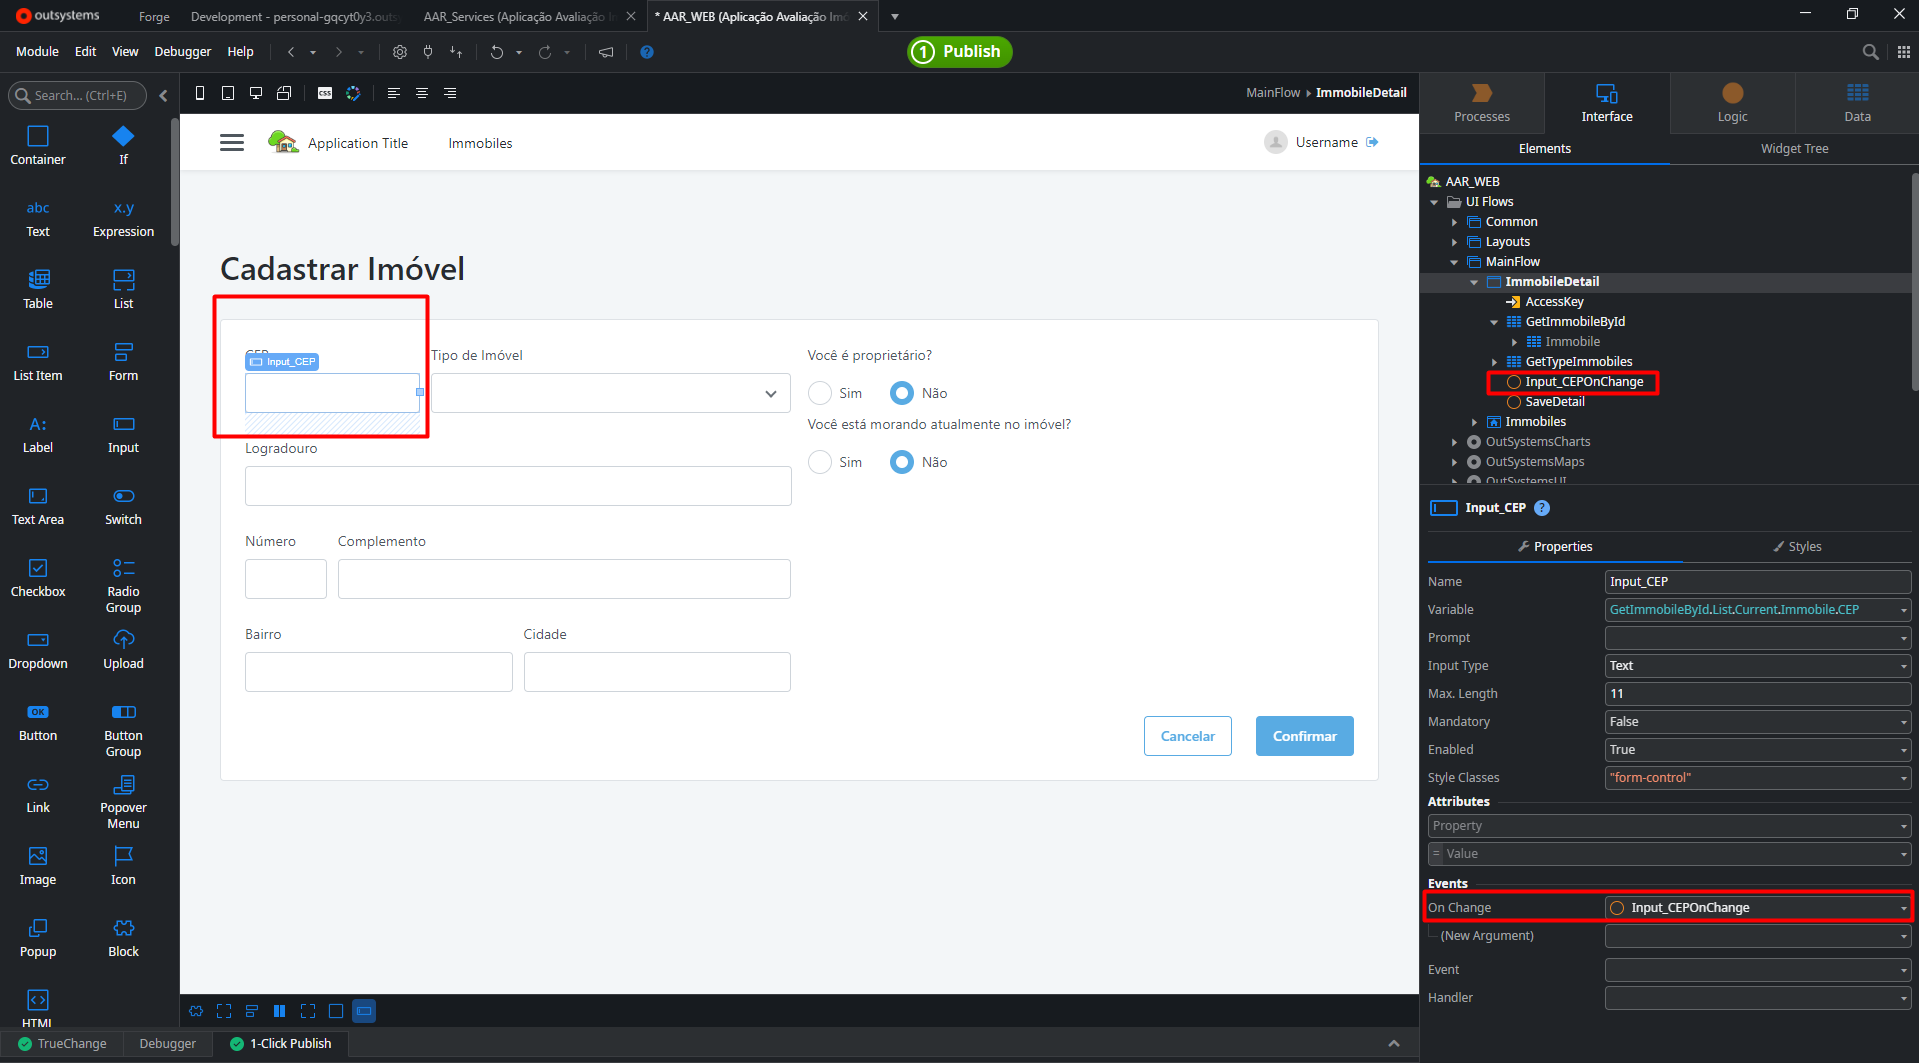 outsystems
Forge
Development - personal-gqcyt0y3.outsy
AAR_Services (Aplicação Avaliação In
* AAR_WEB (Aplicação Avaliação Imó
Module Edit View Debugger Help
1 Publish
Search... (Ctrl+E)
CSS
MainFlow ImmobileDetail
Processes
Interface
Logic
Data
Container
If
abc
Text
x.y
Expression
Table
List
List Item
Form
A:
Label
Input
Text Area
Switch
Checkbox
Radio Group
Dropdown
Upload
OK
Button
Button Group
Link
Popover Menu
Image
Icon
Popup
Block
HTML
Application Title
Immobiles
Username
Cadastrar Imóvel
CEP
Input_CEP
Tipo de Imóvel
Você é proprietário?
Sim
Não
Você está morando atualmente no imóvel?
Sim
Não
Logradouro
Número
Complemento
Bairro
Cidade
Cancelar
Confirmar
Elements
Widget Tree
AAR_WEB
UI Flows
Common
Layouts
MainFlow
ImmobileDetail
AccessKey
GetImmobileById
Immobile
GetTypeImmobiles
Input_CEPOnChange
SaveDetail
Immobiles
OutSystemsCharts
OutSystemsMaps
OutSystemsUI
Input_CEP ?
Properties
Styles
Name Input_CEP
Variable GetImmobileById.List.Current.Immobile.CEP
Prompt
Input Type Text
Max. Length 11
Mandatory False
Enabled True
Style Classes "form-control"
Attributes
Property
= Value
Events
On Change Input_CEPOnChange
(New Argument)
Event
Handler
TrueChange
Debugger
1-Click Publish